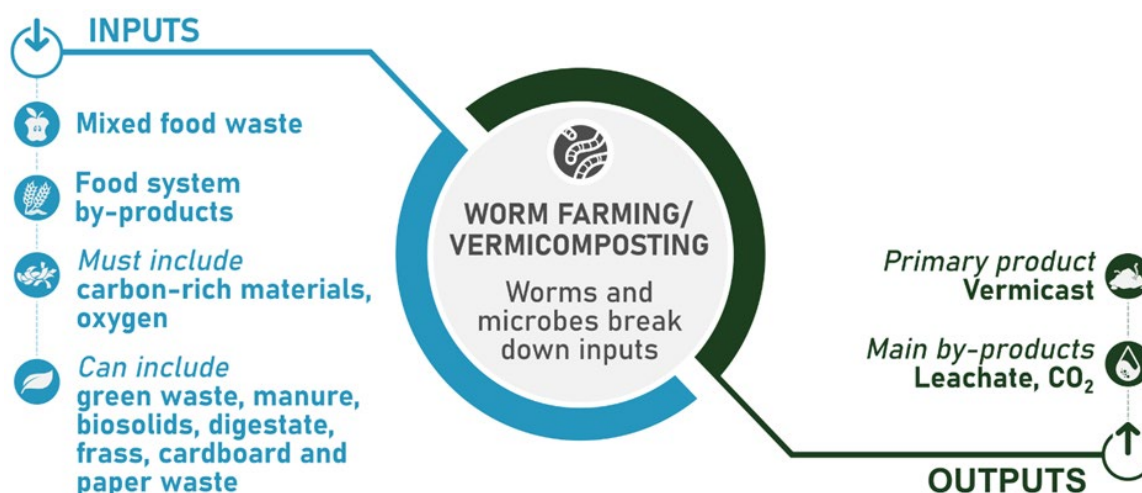 INPUTS
Mixed food waste
Food system
by-products
Must include
carbon-rich materials,
oxygen
Can include
green waste, manure,
biosolids, digestate,
frass, cardboard and
paper waste
WORM FARMING/
VERMICOMPOSTING
Worms and
microbes break
down inputs
Primary product
Vermicast
Main by-products
Leachate, CO₂
OUTPUTS